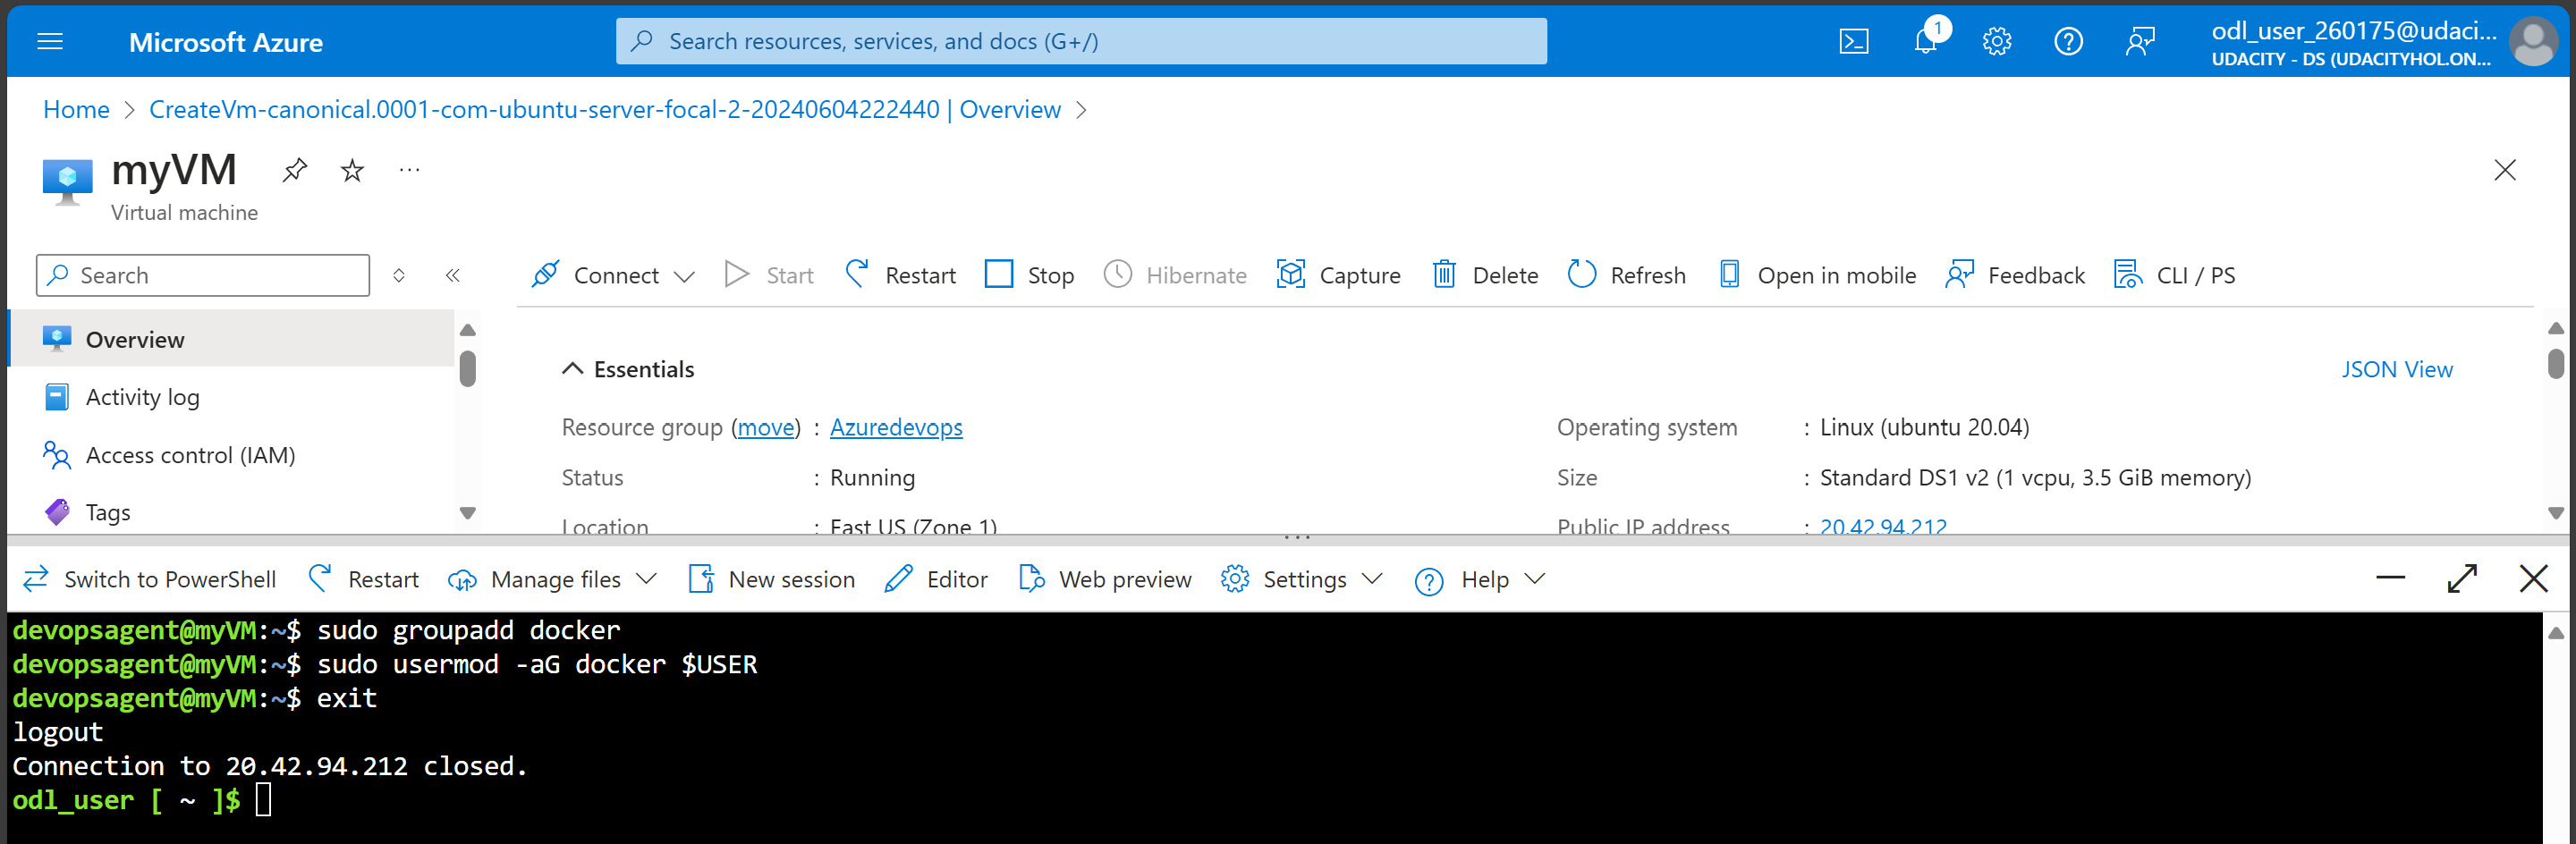 Microsoft Azure
Search resources, services, and docs (G+/)
1
odl_user_260175@udaci...
UDACITY - DS (UDACITYHOL.ON...
Home > CreateVm-canonical.0001-com-ubuntu-server-focal-2-20240604222440 | Overview >
myVM
Virtual machine
Search
Connect
Start
Restart
Stop
Hibernate
Capture
Delete
Refresh
Open in mobile
Feedback
CLI / PS
Overview
Activity log
Access control (IAM)
Tags
Essentials
JSON View
Resource group (move) : Azuredevops
Status : Running
Location : East US (Zone 1)
Operating system : Linux (ubuntu 20.04)
Size : Standard DS1 v2 (1 vcpu, 3.5 GiB memory)
Public IP address : 20.42.94.212
Switch to PowerShell
Restart
Manage files
New session
Editor
Web preview
Settings
Help
devopsagent@myVM:~$ sudo groupadd docker
devopsagent@myVM:~$ sudo usermod -aG docker $USER
devopsagent@myVM:~$ exit
logout
Connection to 20.42.94.212 closed.
odl_user [ ~ ]$